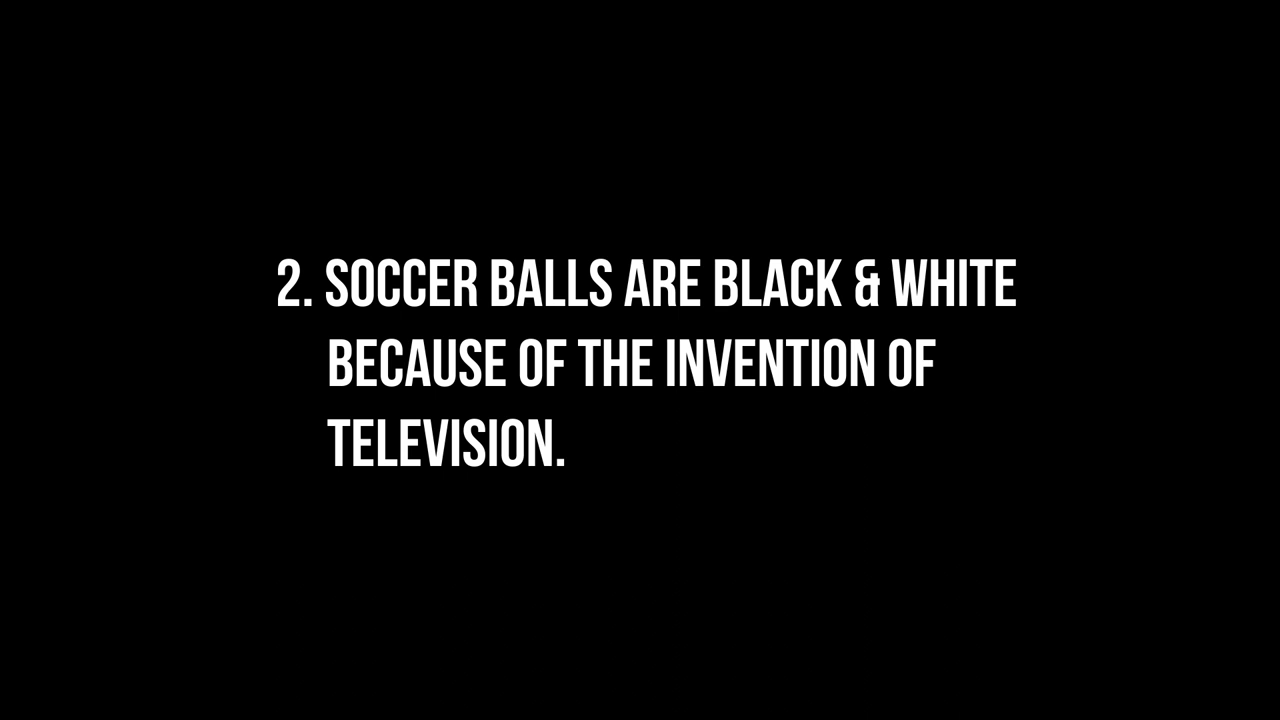 2. SOCCER BALLS ARE BLACK & WHITE
BECAUSE OF THE INVENTION OF
TELEVISION.